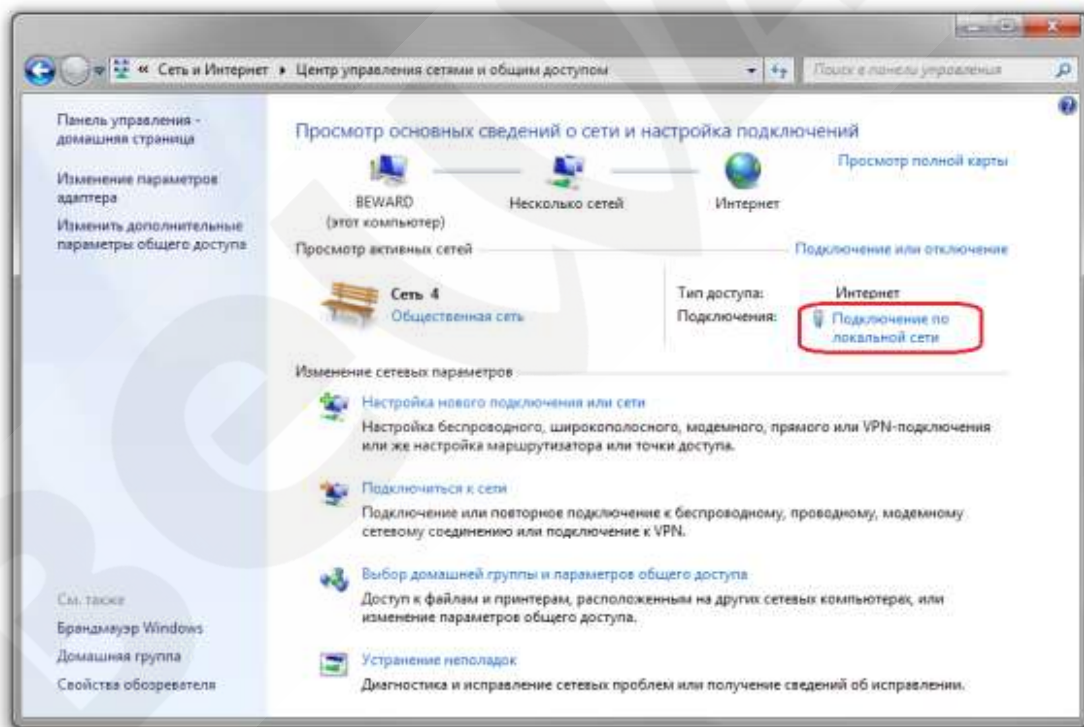 « Сеть и Интернет ▸ Центр управления сетями и общим доступом
Поиск в панели управления
Панель управления -
домашняя страница
Изменение параметров
адаптера
Изменить дополнительные
параметры общего доступа
См. также
Брандмауэр Windows
Домашняя группа
Свойства обозревателя
Просмотр основных сведений о сети и настройка подключений
Просмотр полной карты
BEWARD
(этот компьютер)
Несколько сетей
Интернет
Просмотр активных сетей
Подключение или отключение
Сеть 4
Общественная сеть
Тип доступа: Интернет
Подключения: Подключение по
локальной сети
Изменение сетевых параметров
Настройка нового подключения или сети
Настройка беспроводного, широкополосного, модемного, прямого или VPN-подключения
или же настройка маршрутизатора или точки доступа.
Подключиться к сети
Подключение или повторное подключение к беспроводному, проводному, модемному
сетевому соединению или подключение к VPN.
Выбор домашней группы и параметров общего доступа
Доступ к файлам и принтерам, расположенным на других сетевых компьютерах, или
изменение параметров общего доступа.
Устранение неполадок
Диагностика и исправление сетевых проблем или получение сведений об исправлении.